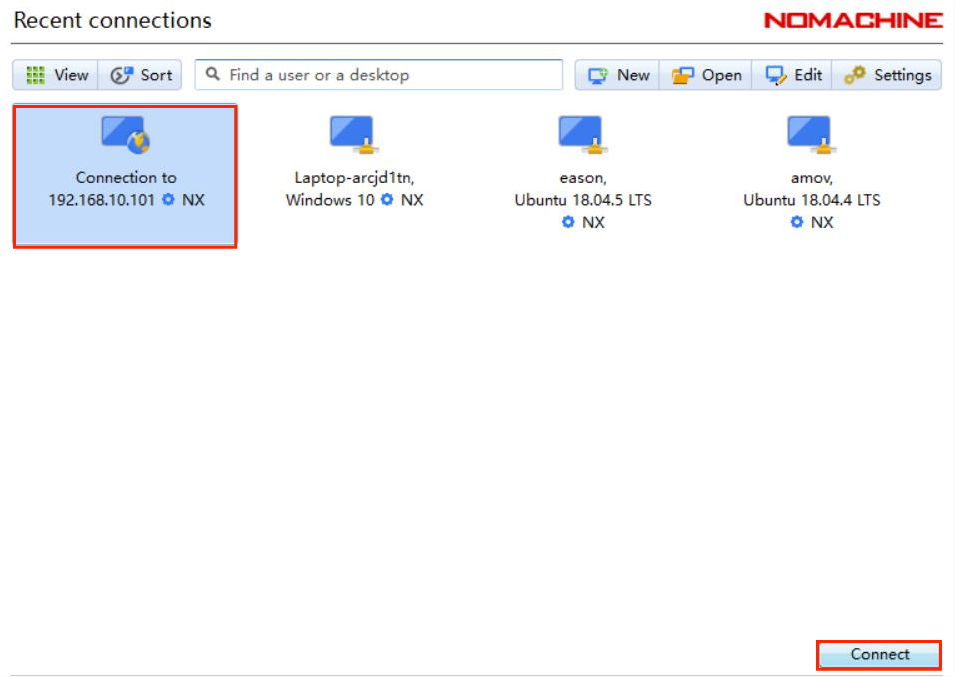 Recent connections
NOMACHINE
View
Sort
Find a user or a desktop
New
Open
Edit
Settings
Connection to
192.168.10.101 NX
Laptop-arcjd1tn,
Windows 10 NX
eason,
Ubuntu 18.04.5 LTS
NX
amov,
Ubuntu 18.04.4 LTS
NX
Connect